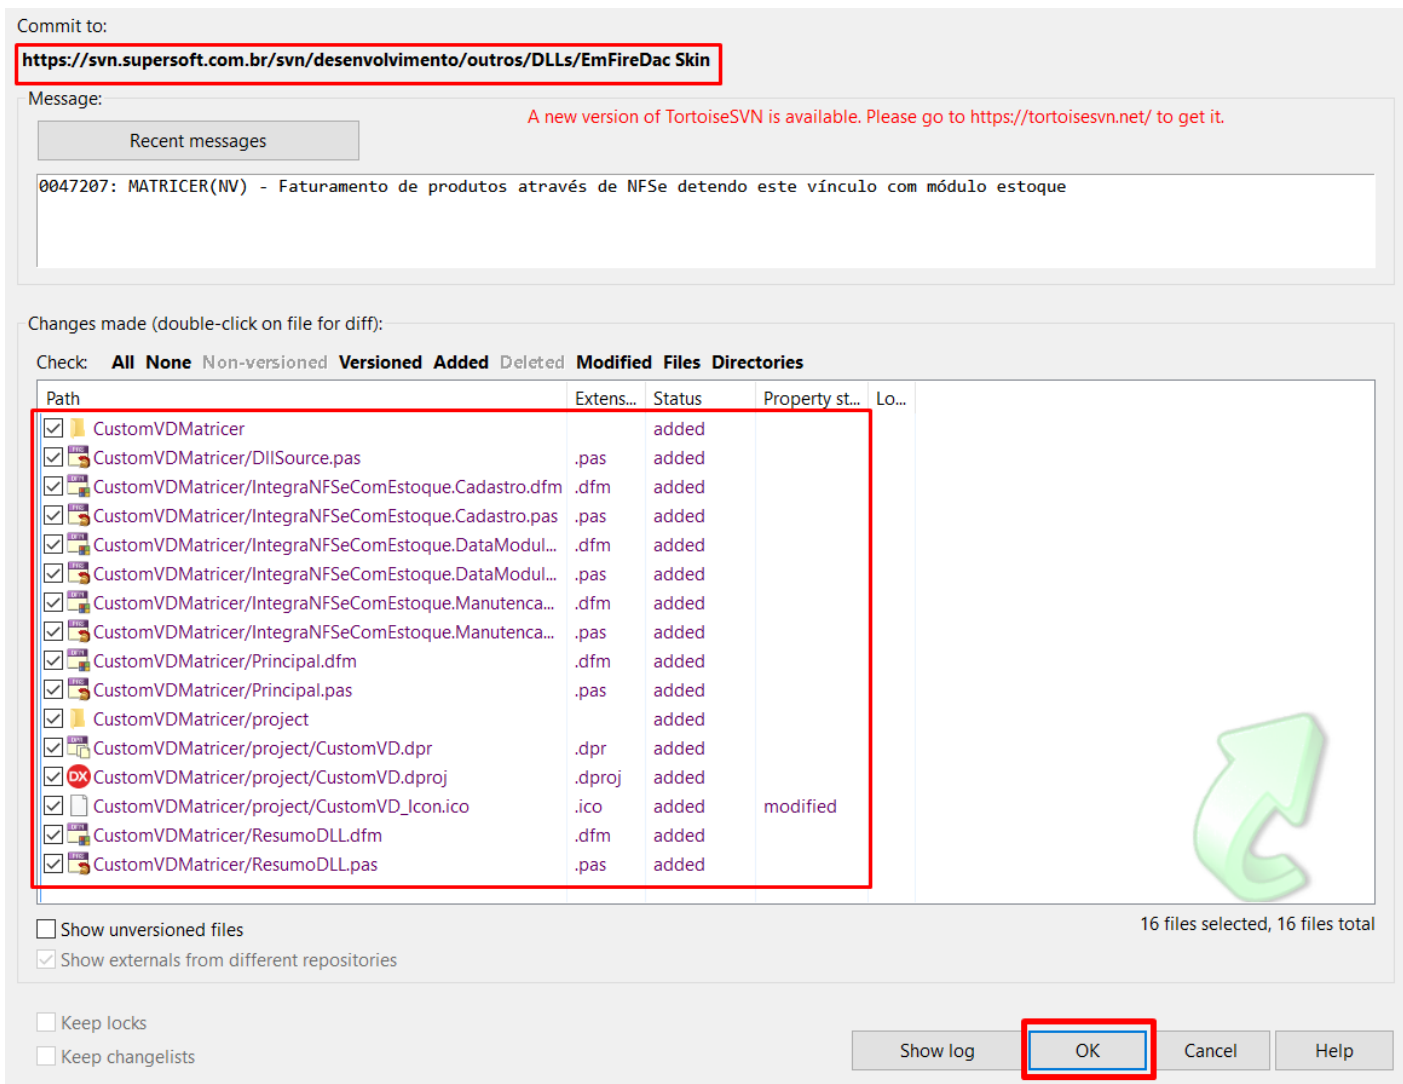 Commit to:
https://svn.supersoft.com.br/svn/desenvolvimento/outros/DLLs/EmFireDac Skin
Message:
A new version of TortoiseSVN is available. Please go to https://tortoisesvn.net/ to get it.
Recent messages
0047207: MATRICER(NV) - Faturamento de produtos através de NFSe detendo este vínculo com módulo estoque
Changes made (double-click on file for diff):
Check: All None Non-versioned Versioned Added Deleted Modified Files Directories
Path Extens... Status Property st... Lo...
CustomVDMatricer added
CustomVDMatricer/DllSource.pas .pas added
CustomVDMatricer/IntegraNFSeComEstoque.Cadastro.dfm .dfm added
CustomVDMatricer/IntegraNFSeComEstoque.Cadastro.pas .pas added
CustomVDMatricer/IntegraNFSeComEstoque.DataModul... .dfm added
CustomVDMatricer/IntegraNFSeComEstoque.DataModul... .pas added
CustomVDMatricer/IntegraNFSeComEstoque.Manutenca... .dfm added
CustomVDMatricer/IntegraNFSeComEstoque.Manutenca... .pas added
CustomVDMatricer/Principal.dfm .dfm added
CustomVDMatricer/Principal.pas .pas added
CustomVDMatricer/project added
CustomVDMatricer/project/CustomVD.dpr .dpr added
DX CustomVDMatricer/project/CustomVD.dproj .dproj added
CustomVDMatricer/project/CustomVD_Icon.ico .ico added modified
CustomVDMatricer/ResumoDLL.dfm .dfm added
CustomVDMatricer/ResumoDLL.pas .pas added
Show unversioned files
16 files selected, 16 files total
Show externals from different repositories
Keep locks
Keep changelists
Show log OK Cancel Help